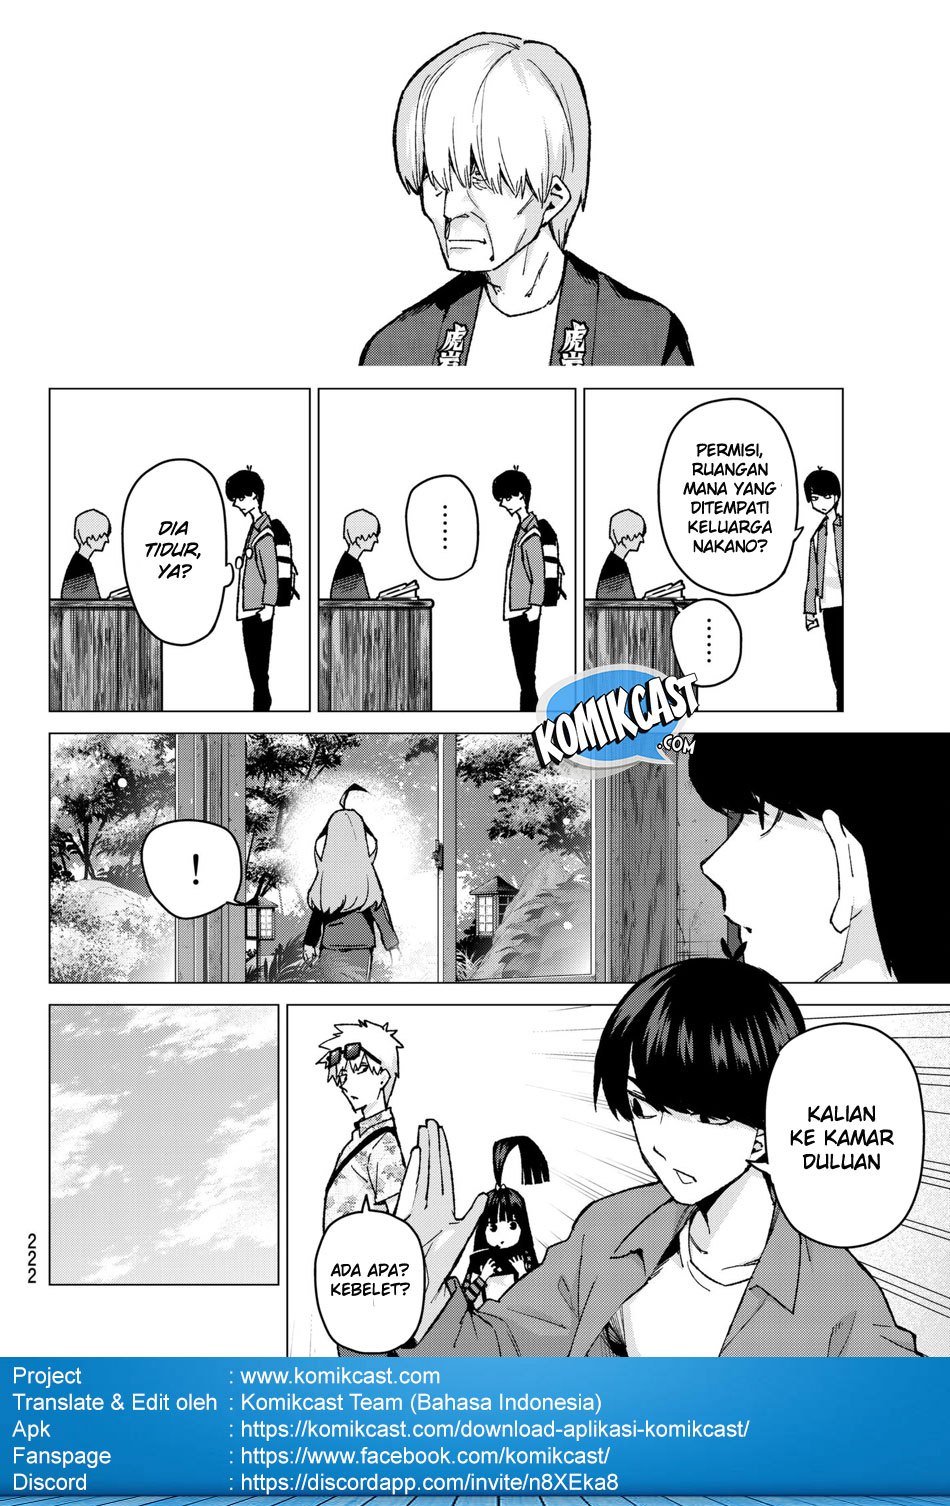 虎岩
虎岩
PERMISI,
RUANGAN
MANA YANG
DITEMPATI
KELUARGA
NAKANO?
……
……
DIA
TIDUR,
YA?
KOMIKCAST
.COM
!
KALIAN
KE KAMAR
DULUAN
ADA APA?
KEBELET?
222
Project : www.komikcast.com
Translate & Edit oleh : Komikcast Team (Bahasa Indonesia)
Apk : https://komikcast.com/download-aplikasi-komikcast/
Fanspage : https://www.facebook.com/komikcast/
Discord : https://discordapp.com/invite/n8XEka8